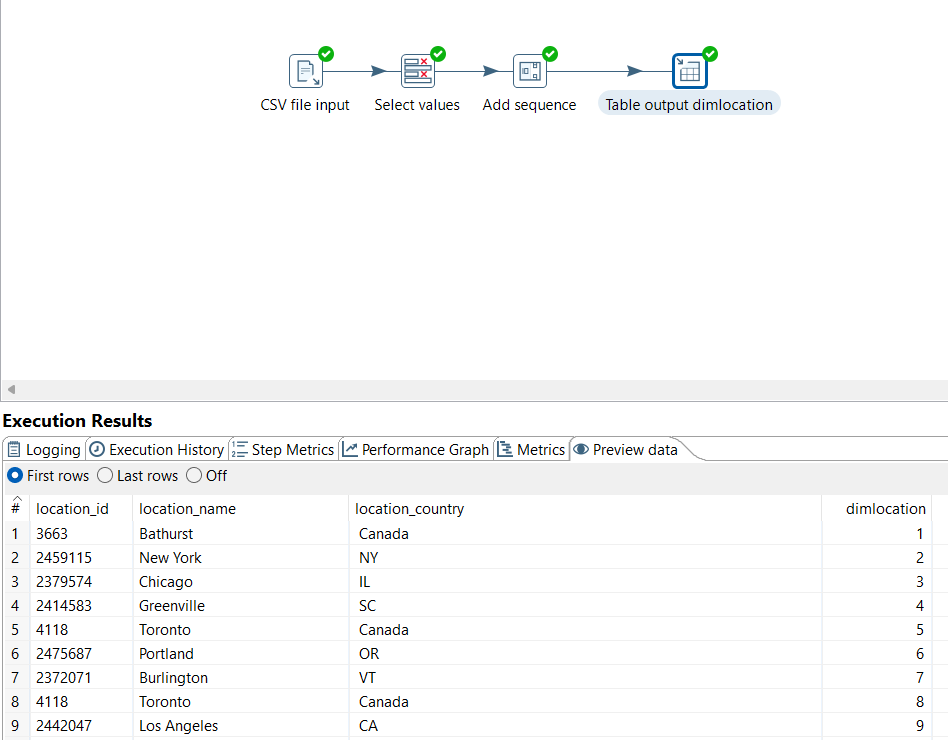 CSV file input Select values Add sequence Table output dimlocation
Execution Results
Logging Execution History Step Metrics Performance Graph Metrics Preview data
First rows Last rows Off
# location_id location_name location_country dimlocation
1 3663 Bathurst Canada 1
2 2459115 New York NY 2
3 2379574 Chicago IL 3
4 2414583 Greenville SC 4
5 4118 Toronto Canada 5
6 2475687 Portland OR 6
7 2372071 Burlington VT 7
8 4118 Toronto Canada 8
9 2442047 Los Angeles CA 9